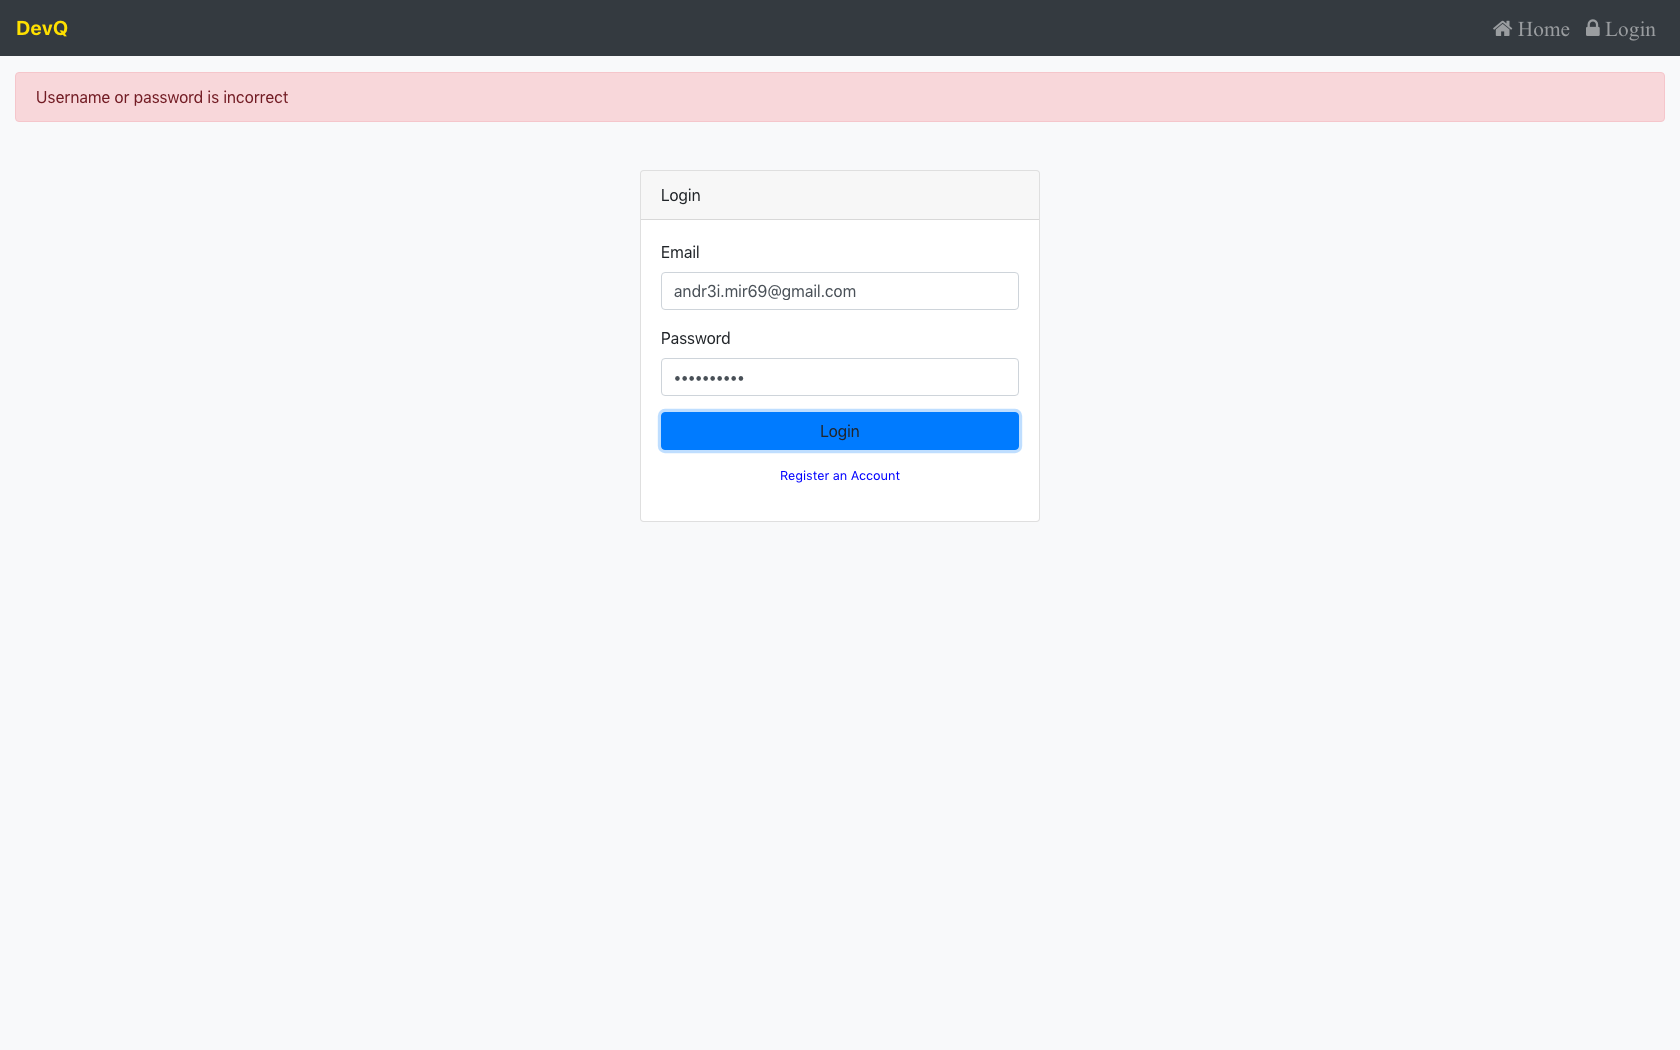 DevQ
Home Login
Username or password is incorrect
Login
Email
andr3i.mir69@gmail.com
Password
••••••••••
Login
Register an Account